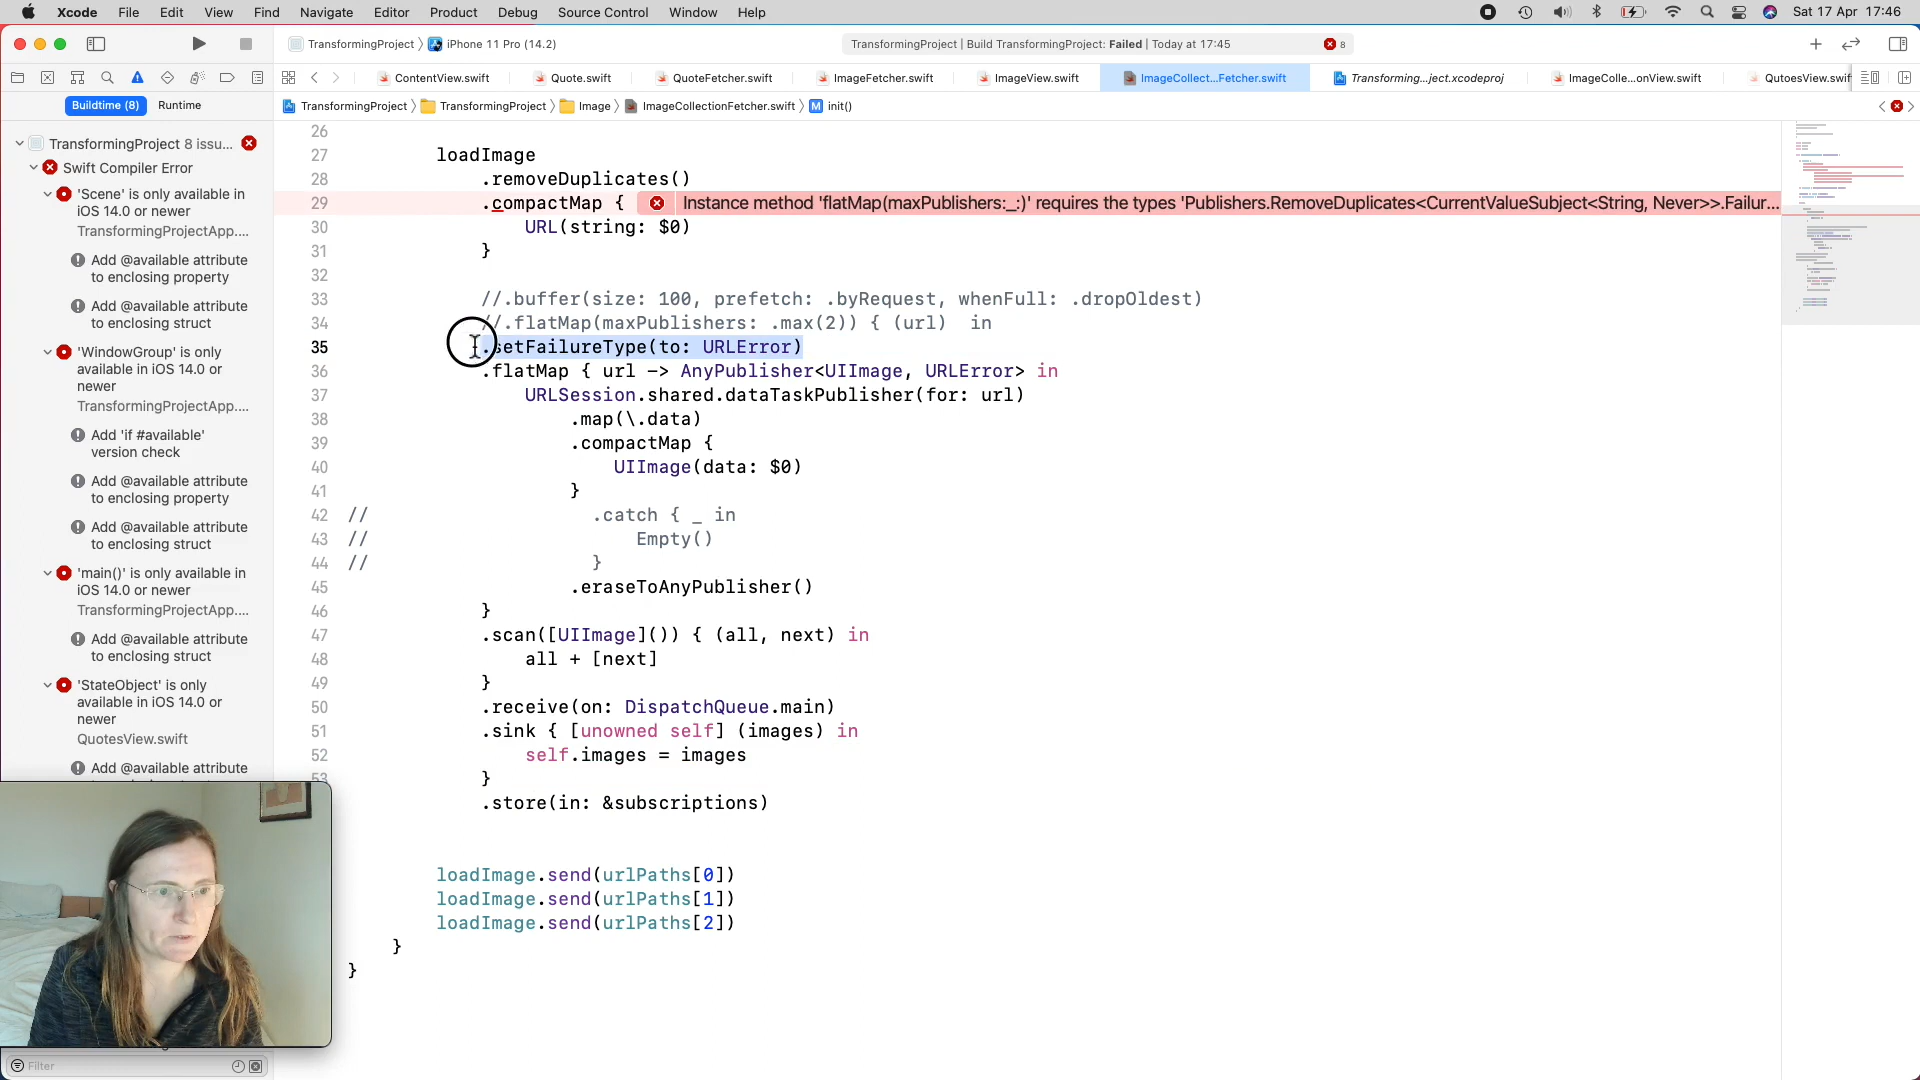 Xcode File Edit View Find Navigate Editor Product Debug Source Control Window Help Sat 17 Apr 17:46
TransformingProject iPhone 11 Pro (14.2) TransformingProject | Build TransformingProject: Failed | Today at 17:45 8
ContentView.swift Quote.swift QuoteFetcher.swift ImageFetcher.swift ImageView.swift ImageCollect...Fetcher.swift Transforming...ject.xcodeproj ImageColle...onView.swift QutoesView.swif
Buildtime (8) Runtime
TransformingProject TransformingProject Image ImageCollectionFetcher.swift M init()
TransformingProject 8 issu...
Swift Compiler Error
'Scene' is only available in
iOS 14.0 or newer
TransformingProjectApp....
Add @available attribute
to enclosing property
Add @available attribute
to enclosing struct
'WindowGroup' is only
available in iOS 14.0 or
newer
TransformingProjectApp....
Add 'if #available'
version check
Add @available attribute
to enclosing property
Add @available attribute
to enclosing struct
'main()' is only available in
iOS 14.0 or newer
TransformingProjectApp....
Add @available attribute
to enclosing struct
'StateObject' is only
available in iOS 14.0 or
newer
QuotesView.swift
Add @available attribute
Filter
26
27 loadImage
28 .removeDuplicates()
29 .compactMap { Instance method 'flatMap(maxPublishers:_:)' requires the types 'Publishers.RemoveDuplicates<CurrentValueSubject<String, Never>>.Failur...
30 URL(string: $0)
31 }
32
33 //.buffer(size: 100, prefetch: .byRequest, whenFull: .dropOldest)
34 //.flatMap(maxPublishers: .max(2)) { (url) in
35 .setFailureType(to: URLError)
36 .flatMap { url -> AnyPublisher<UIImage, URLError> in
37 URLSession.shared.dataTaskPublisher(for: url)
38 .map(\.data)
39 .compactMap {
40 UIImage(data: $0)
41 }
42 // .catch { _ in
43 // Empty()
44 // }
45 .eraseToAnyPublisher()
46 }
47 .scan([UIImage]()) { (all, next) in
48 all + [next]
49 }
50 .receive(on: DispatchQueue.main)
51 .sink { [unowned self] (images) in
52 self.images = images
53 }
.store(in: &subscriptions)
loadImage.send(urlPaths[0])
loadImage.send(urlPaths[1])
loadImage.send(urlPaths[2])
}
}